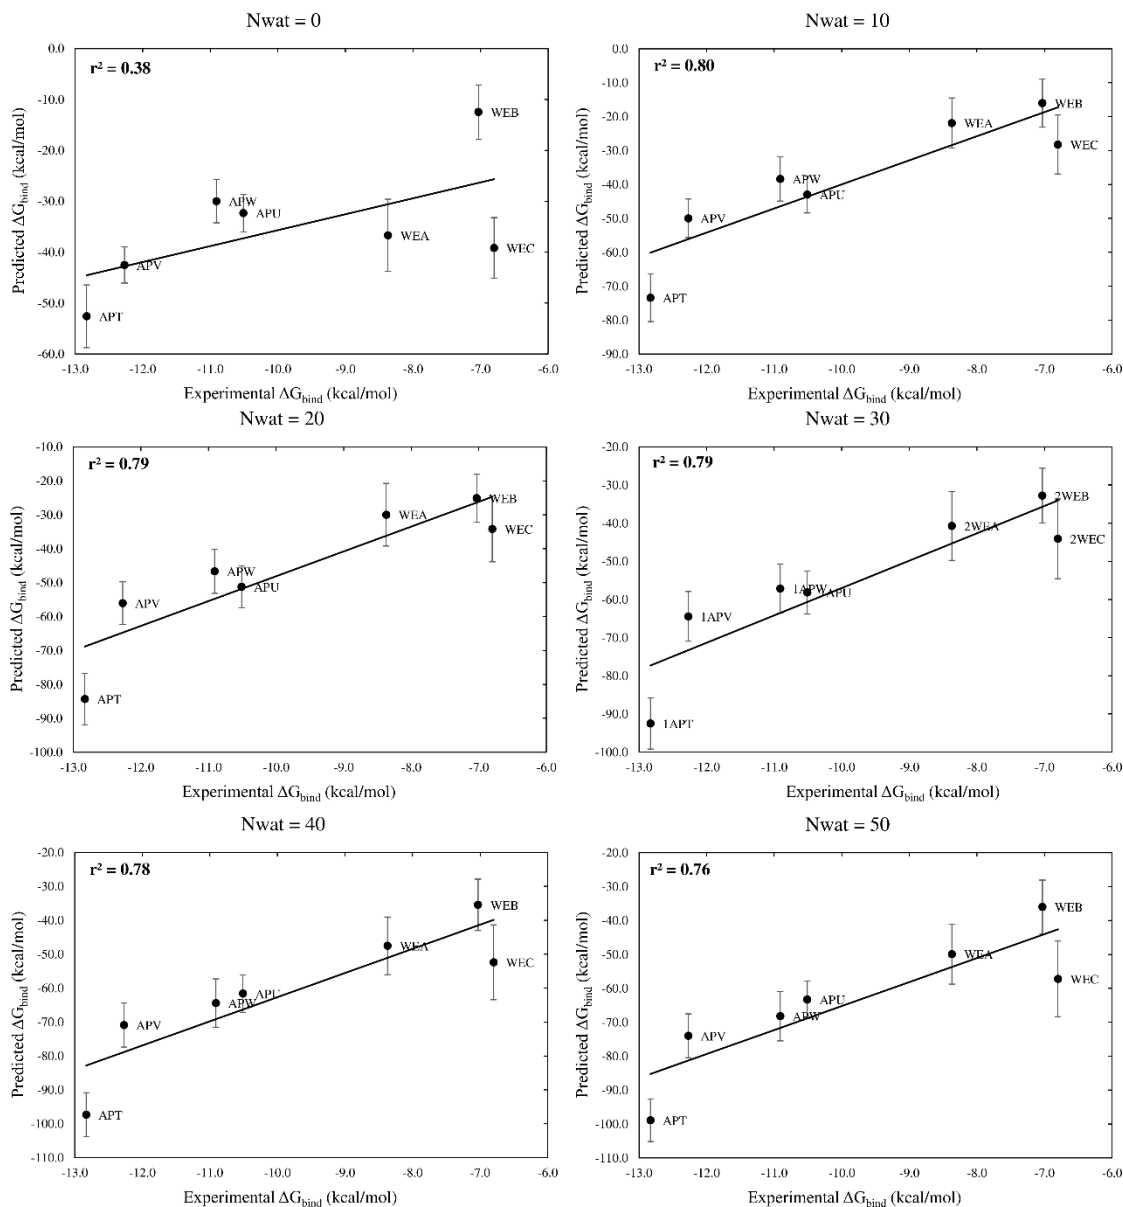 Nwat = 0
r² = 0.38
0.0
-10.0
-20.0
-30.0
-40.0
-50.0
-60.0
Predicted ΔGbind (kcal/mol)
WEB
APW
APU
WEA
WEC
APV
APT
-13.0 -12.0 -11.0 -10.0 -9.0 -8.0 -7.0 -6.0
Experimental ΔGbind (kcal/mol)
Nwat = 10
r² = 0.80
0.0
-10.0
-20.0
-30.0
-40.0
-50.0
-60.0
-70.0
-80.0
-90.0
Predicted ΔGbind (kcal/mol)
WEB
WEA
WEC
APW
APU
APV
APT
-13.0 -12.0 -11.0 -10.0 -9.0 -8.0 -7.0 -6.0
Experimental ΔGbind (kcal/mol)
Nwat = 20
r² = 0.79
-10.0
-20.0
-30.0
-40.0
-50.0
-60.0
-70.0
-80.0
-90.0
-100.0
Predicted ΔGbind (kcal/mol)
WEB
WEA
WEC
APW
APU
APV
APT
-13.0 -12.0 -11.0 -10.0 -9.0 -8.0 -7.0 -6.0
Experimental ΔGbind (kcal/mol)
Nwat = 30
r² = 0.79
-20.0
-30.0
-40.0
-50.0
-60.0
-70.0
-80.0
-90.0
-100.0
Predicted ΔGbind (kcal/mol)
2WEB
2WEA
2WEC
1APW
1APU
1APV
1APT
-13.0 -12.0 -11.0 -10.0 -9.0 -8.0 -7.0 -6.0
Experimental ΔGbind (kcal/mol)
Nwat = 40
r² = 0.78
-20.0
-30.0
-40.0
-50.0
-60.0
-70.0
-80.0
-90.0
-100.0
-110.0
Predicted ΔGbind (kcal/mol)
WEB
WEA
WEC
APU
APW
APV
APT
-13.0 -12.0 -11.0 -10.0 -9.0 -8.0 -7.0 -6.0
Experimental ΔGbind (kcal/mol)
Nwat = 50
r² = 0.76
-20.0
-30.0
-40.0
-50.0
-60.0
-70.0
-80.0
-90.0
-100.0
-110.0
Predicted ΔGbind (kcal/mol)
WEB
WEA
WEC
APU
APW
APV
APT
-13.0 -12.0 -11.0 -10.0 -9.0 -8.0 -7.0 -6.0
Experimental ΔGbind (kcal/mol)